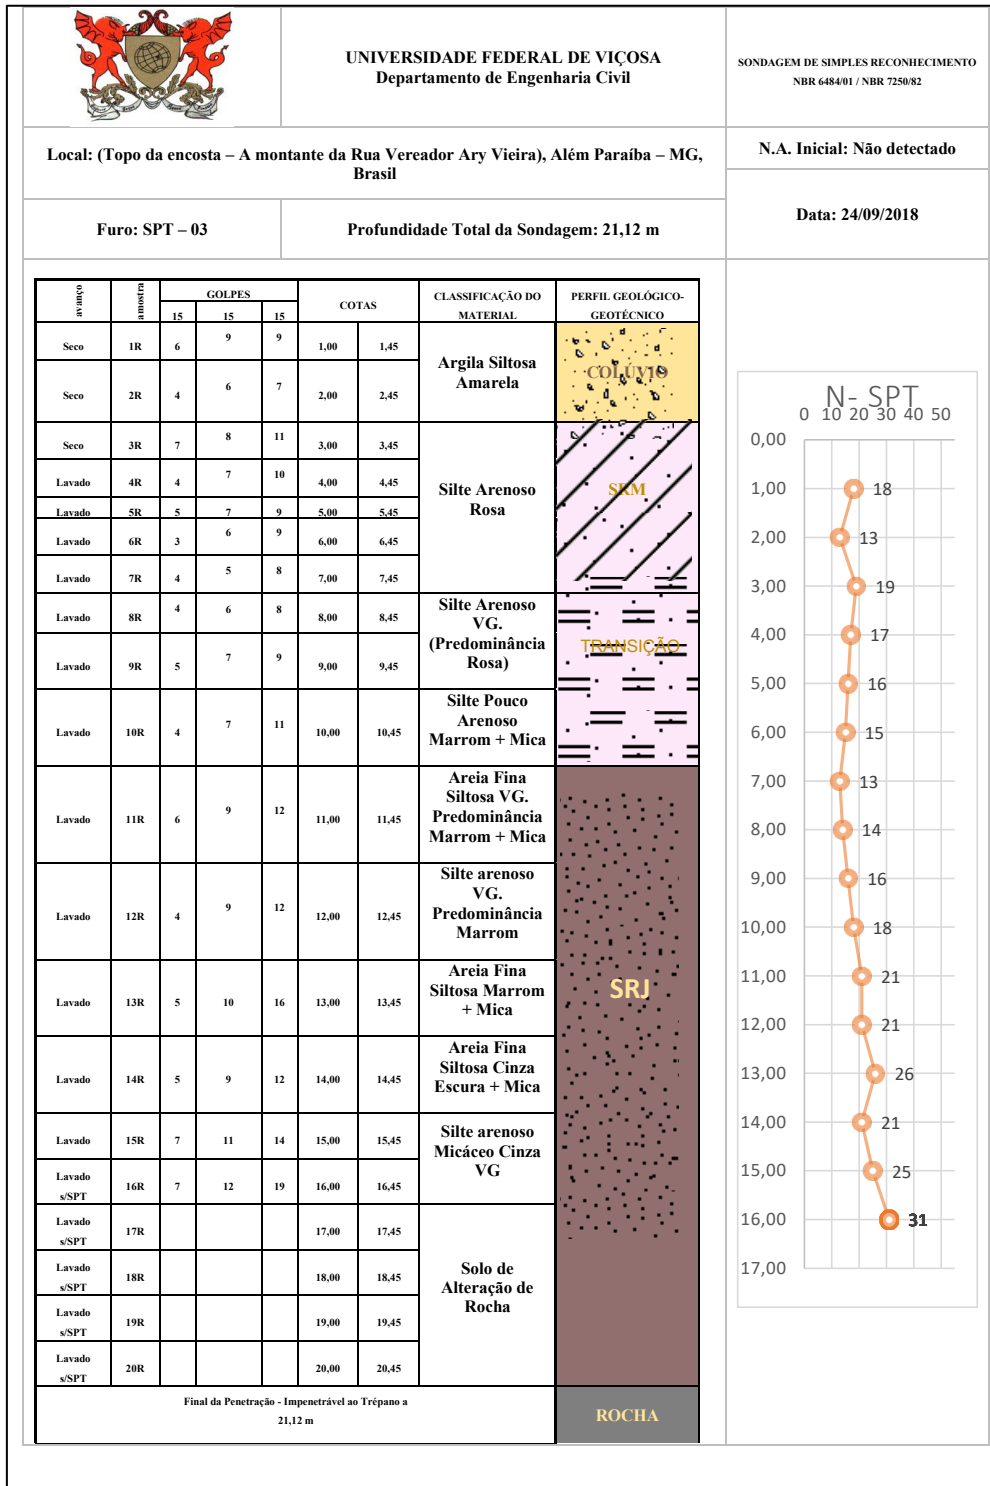 UNIVERSIDADE FEDERAL DE VIÇOSA
Departamento de Engenharia Civil
SONDAGEM DE SIMPLES RECONHECIMENTO
NBR 6484/01 / NBR 7250/82
Local: (Topo da encosta – A montante da Rua Vereador Ary Vieira), Além Paraíba – MG,
Brasil
N.A. Inicial: Não detectado
Furo: SPT – 03
Profundidade Total da Sondagem: 21,12 m
Data: 24/09/2018
avanço amostra GOLPES COTAS CLASSIFICAÇÃO DO MATERIAL PERFIL GEOLÓGICO-GEOTÉCNICO
15 15 15
Seco 1R 6 9 9 1,00 1,45
Argila Siltosa
Amarela
COLÚVIO
Seco 2R 4 6 7 2,00 2,45
Seco 3R 7 8 11 3,00 3,45
Lavado 4R 4 7 10 4,00 4,45
Silte Arenoso
Rosa
SRM
Lavado 5R 5 7 9 5,00 5,45
Lavado 6R 3 6 9 6,00 6,45
Lavado 7R 4 5 8 7,00 7,45
Lavado 8R 4 6 8 8,00 8,45
Silte Arenoso
VG.
(Predominância
Rosa)
TRANSIÇÃO
Lavado 9R 5 7 9 9,00 9,45
Lavado 10R 4 7 11 10,00 10,45
Silte Pouco
Arenoso
Marrom + Mica
Lavado 11R 6 9 12 11,00 11,45
Areia Fina
Siltosa VG.
Predominância
Marrom + Mica
Lavado 12R 4 9 12 12,00 12,45
Silte arenoso
VG.
Predominância
Marrom
Lavado 13R 5 10 16 13,00 13,45
Areia Fina
Siltosa Marrom
+ Mica
SRJ
Lavado 14R 5 9 12 14,00 14,45
Areia Fina
Siltosa Cinza
Escura + Mica
Lavado 15R 7 11 14 15,00 15,45
Silte arenoso
Micáceo Cinza
VG
Lavado s/SPT 16R 7 12 19 16,00 16,45
Lavado s/SPT 17R 17,00 17,45
Lavado s/SPT 18R 18,00 18,45
Solo de
Alteração de
Rocha
Lavado s/SPT 19R 19,00 19,45
Lavado s/SPT 20R 20,00 20,45
Final da Penetração - Impenetrável ao Trépano a
21,12 m
ROCHA
N- SPT
0 10 20 30 40 50
0,00
1,00 18
2,00 13
3,00 19
4,00 17
5,00 16
6,00 15
7,00 13
8,00 14
9,00 16
10,00 18
11,00 21
12,00 21
13,00 26
14,00 21
15,00 25
16,00 31
17,00